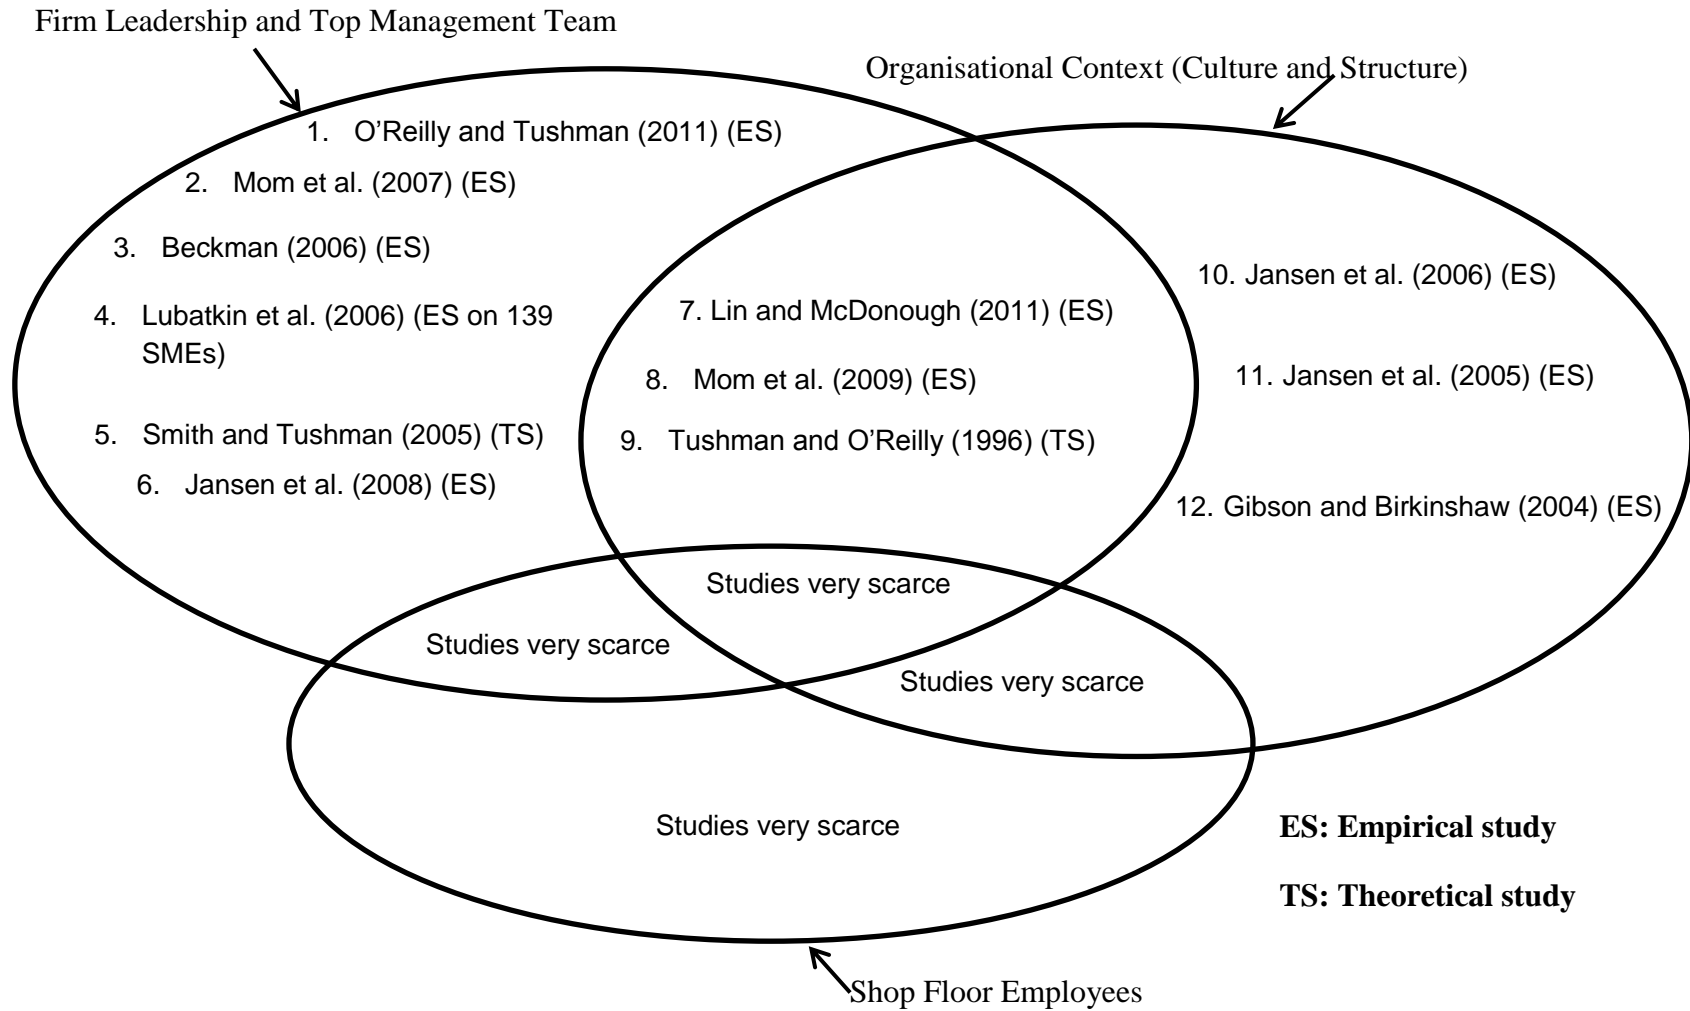 Firm Leadership and Top Management Team
Organisational Context (Culture and Structure)
1. O’Reilly and Tushman (2011) (ES)
2. Mom et al. (2007) (ES)
3. Beckman (2006) (ES)
4. Lubatkin et al. (2006) (ES on 139
SMEs)
5. Smith and Tushman (2005) (TS)
6. Jansen et al. (2008) (ES)
7. Lin and McDonough (2011) (ES)
8. Mom et al. (2009) (ES)
9. Tushman and O’Reilly (1996) (TS)
10. Jansen et al. (2006) (ES)
11. Jansen et al. (2005) (ES)
12. Gibson and Birkinshaw (2004) (ES)
Studies very scarce
Studies very scarce
Studies very scarce
Studies very scarce
ES: Empirical study
TS: Theoretical study
Shop Floor Employees